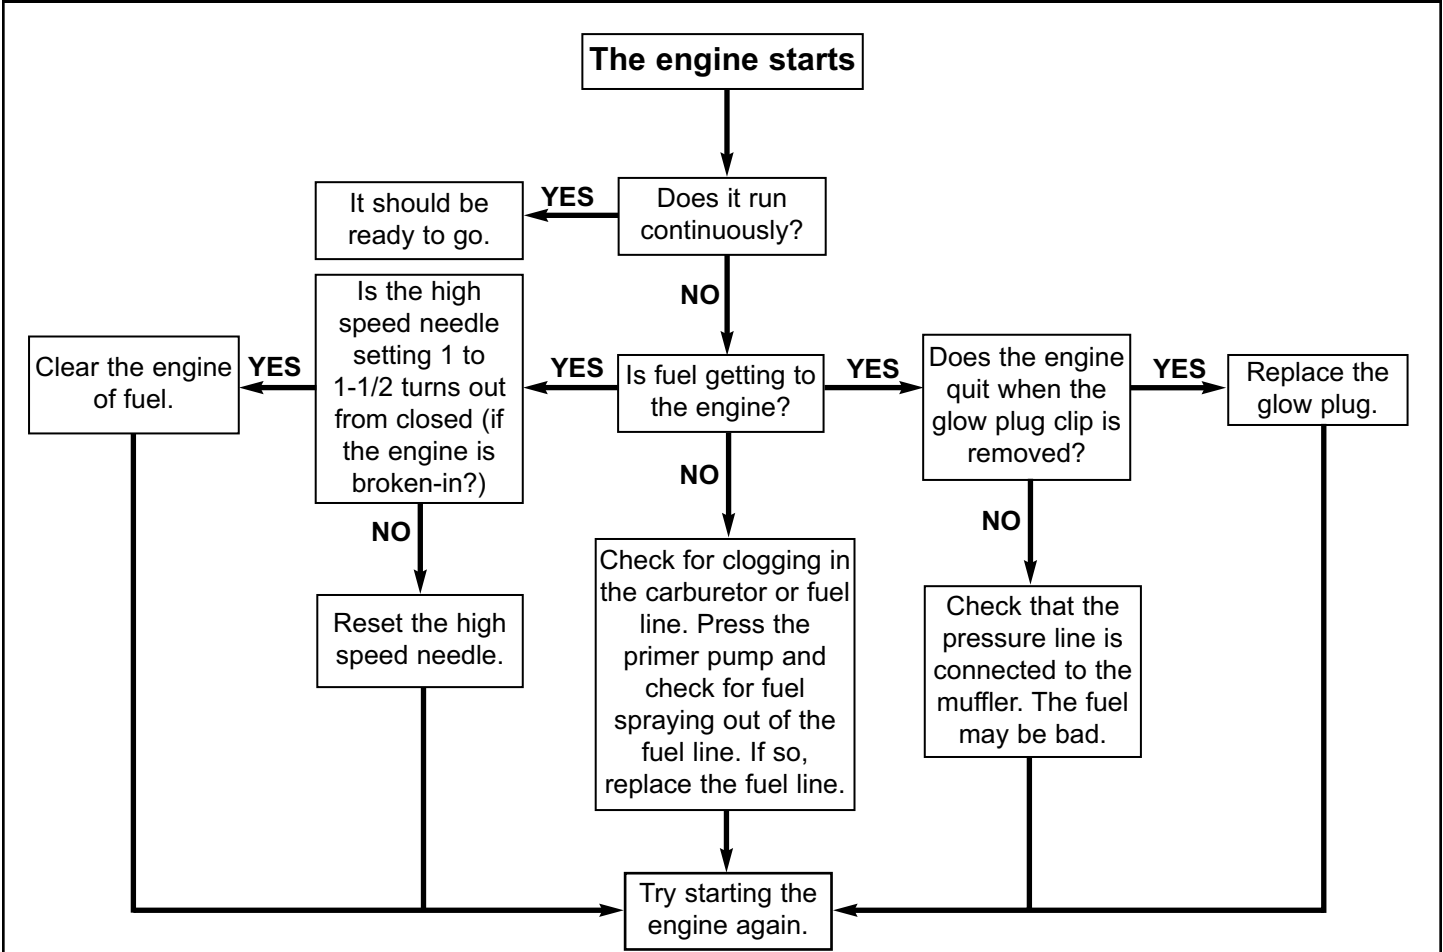 The engine starts
YES
Does it run
continuously?
It should be
ready to go.
NO
Is the high
speed needle
setting 1 to
1-1/2 turns out
from closed (if
the engine is
broken-in?)
Clear the engine
of fuel.
YES
YES
Is fuel getting to
the engine?
YES
Does the engine
quit when the
glow plug clip is
removed?
YES
Replace the
glow plug.
NO
NO
NO
Reset the high
speed needle.
Check for clogging in
the carburetor or fuel
line. Press the
primer pump and
check for fuel
spraying out of the
fuel line. If so,
replace the fuel line.
Check that the
pressure line is
connected to the
muffler. The fuel
may be bad.
Try starting the
engine again.